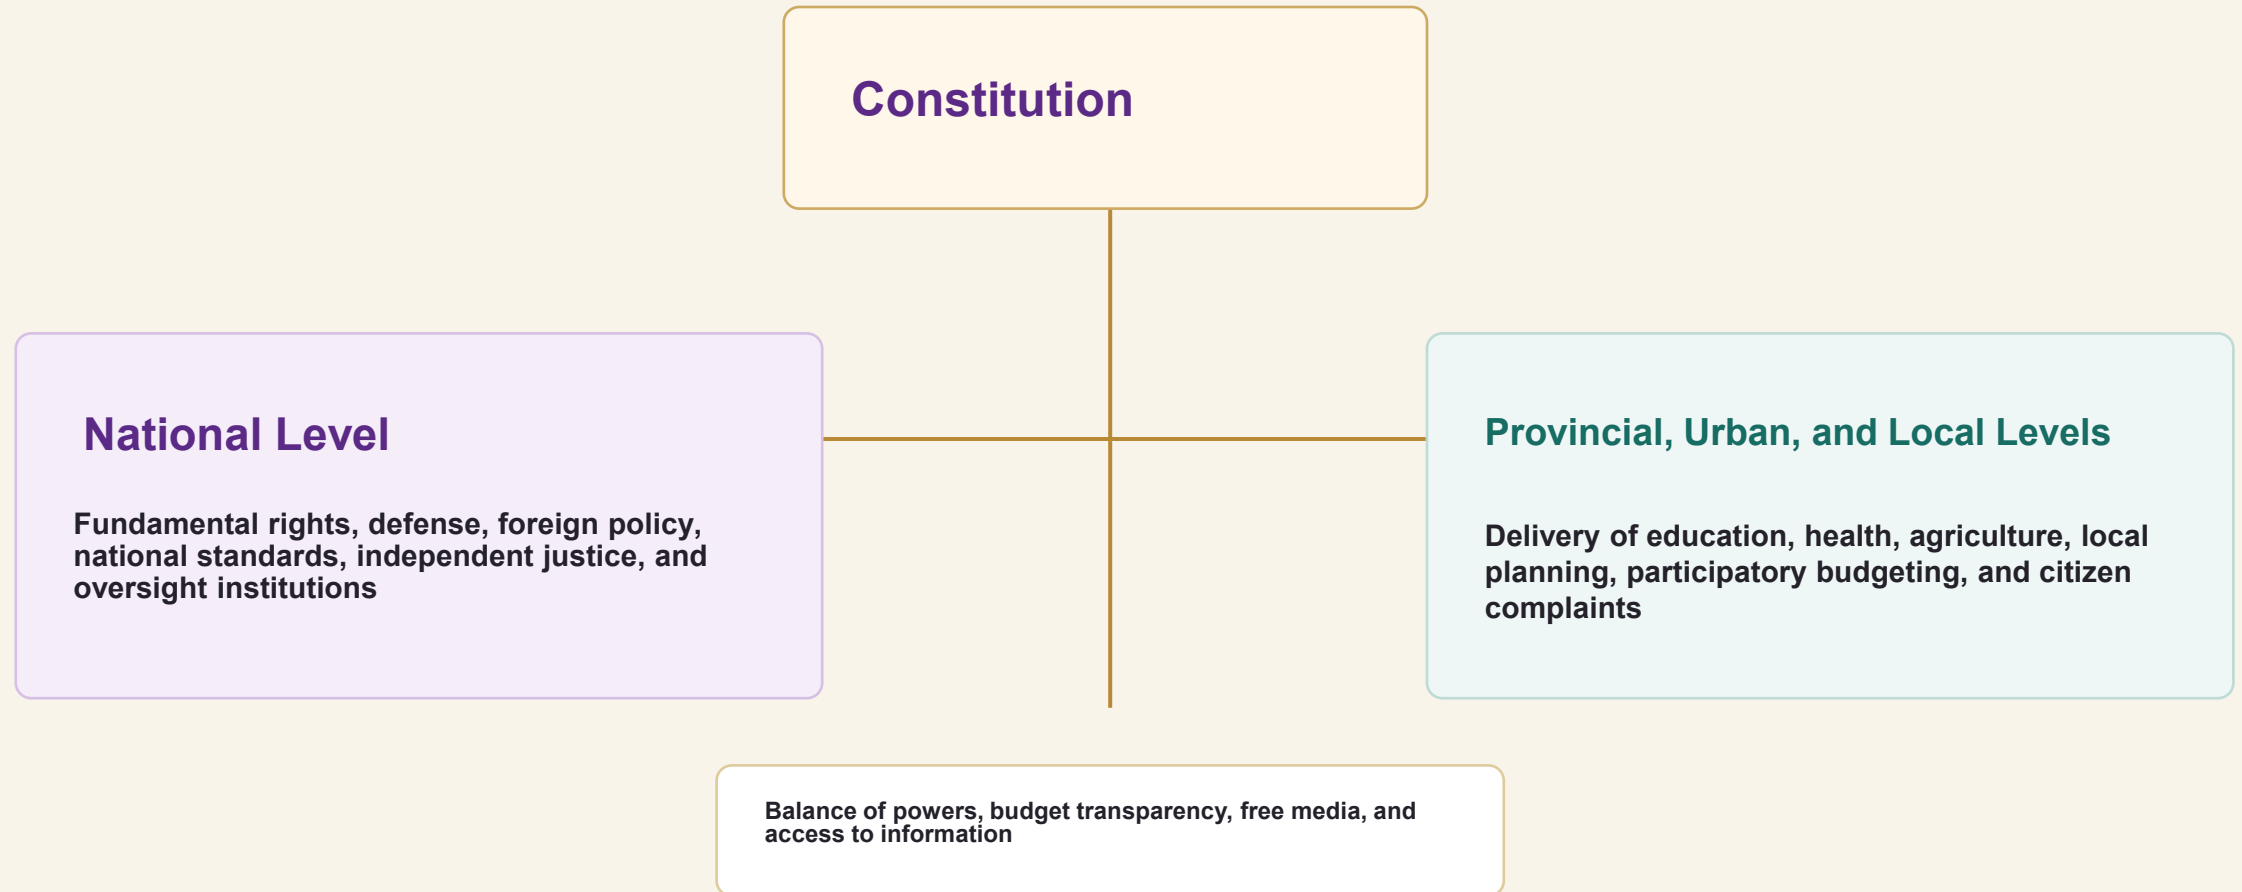 Constitution
National Level
Fundamental rights, defense, foreign policy,
national standards, independent justice, and
oversight institutions
Provincial, Urban, and Local Levels
Delivery of education, health, agriculture, local
planning, participatory budgeting, and citizen
complaints
Balance of powers, budget transparency, free media, and
access to information